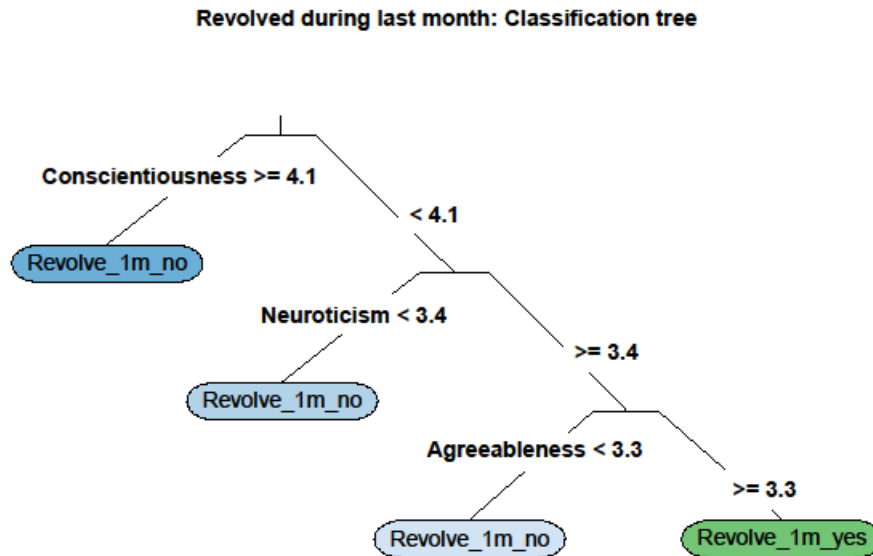 Revolved during last month: Classification tree
Conscientiousness >= 4.1
< 4.1
Revolve_1m_no
Neuroticism < 3.4
>= 3.4
Revolve_1m_no
Agreeableness < 3.3
>= 3.3
Revolve_1m_no
Revolve_1m_yes